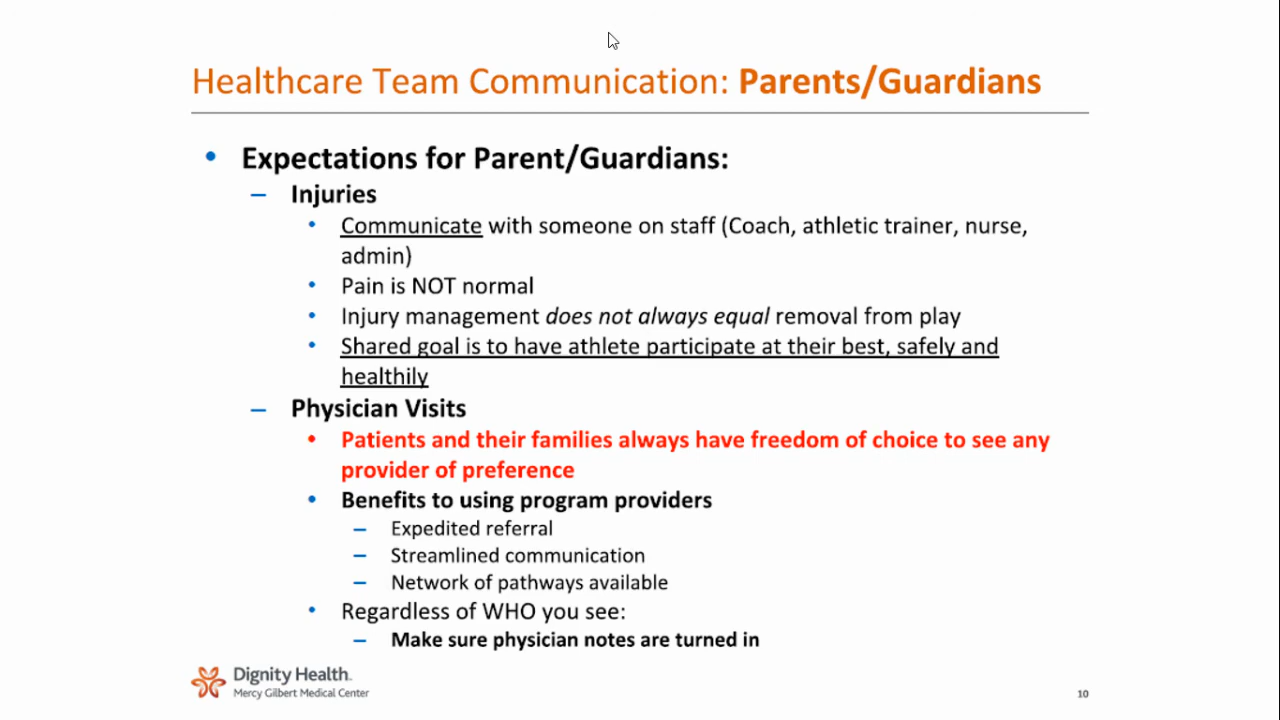 Healthcare Team Communication: Parents/Guardians
• Expectations for Parent/Guardians:
– Injuries
• Communicate with someone on staff (Coach, athletic trainer, nurse,
admin)
• Pain is NOT normal
• Injury management does not always equal removal from play
• Shared goal is to have athlete participate at their best, safely and
healthily
– Physician Visits
• Patients and their families always have freedom of choice to see any
provider of preference
• Benefits to using program providers
– Expedited referral
– Streamlined communication
– Network of pathways available
• Regardless of WHO you see:
– Make sure physician notes are turned in
Dignity Health.
Mercy Gilbert Medical Center
10